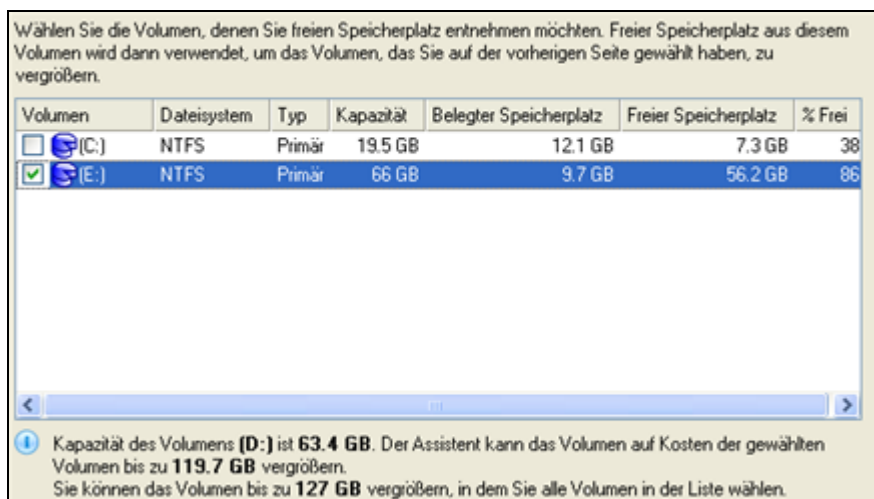 Wählen Sie die Volumen, denen Sie freien Speicherplatz entnehmen möchten. Freier Speicherplatz aus diesem
Volumen wird dann verwendet, um das Volumen, das Sie auf der vorherigen Seite gewählt haben, zu
vergrößern.
Volumen Dateisystem Typ Kapazität Belegter Speicherplatz Freier Speicherplatz % Frei
(C:) NTFS Primär 19.5 GB 12.1 GB 7.3 GB 38
(E:) NTFS Primär 66 GB 9.7 GB 56.2 GB 86
Kapazität des Volumens (D:) ist 63.4 GB. Der Assistent kann das Volumen auf Kosten der gewählten
Volumen bis zu 119.7 GB vergrößern.
Sie können das Volumen bis zu 127 GB vergrößern, in dem Sie alle Volumen in der Liste wählen.